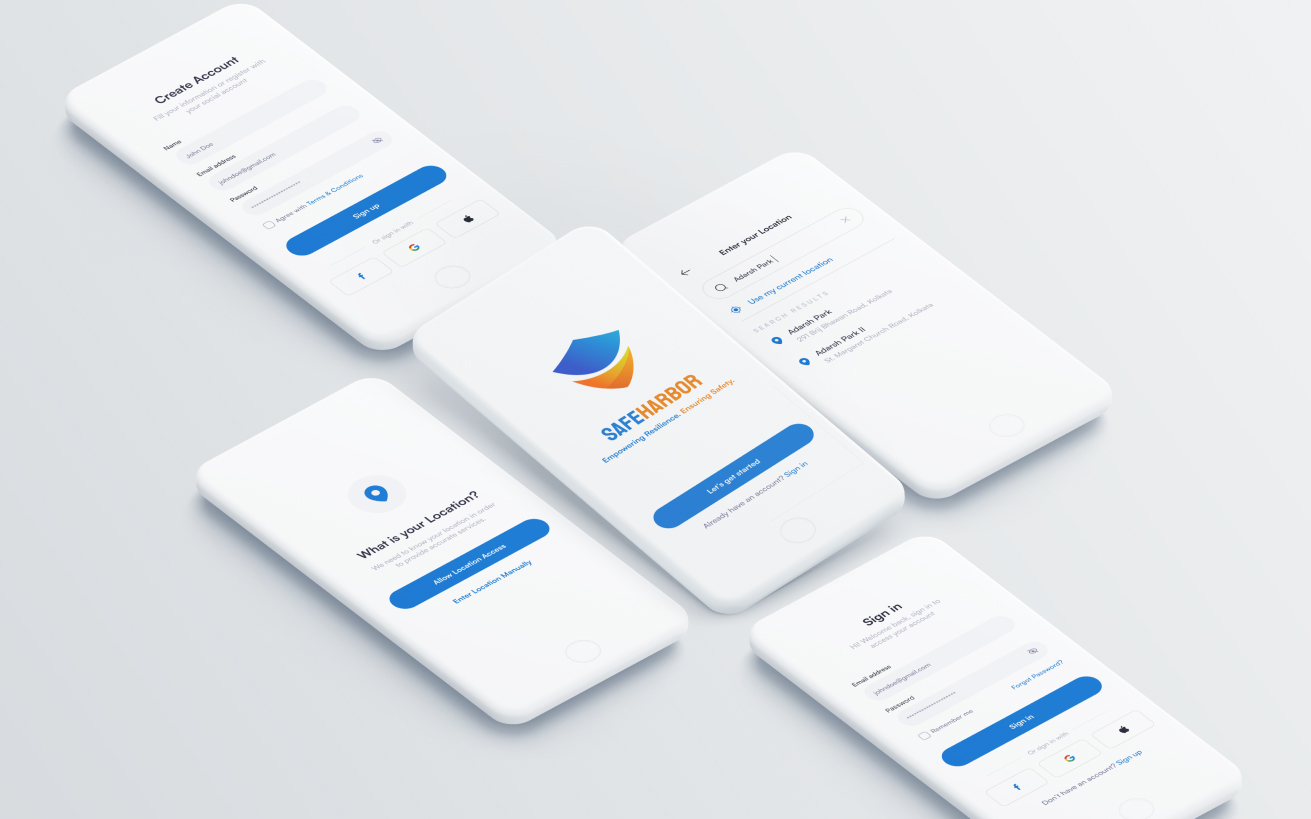 Create Account
Fill your information or register with
your social account
Name
John Doe
Email address
johndoe@gmail.com
Password
Agree with Terms & Conditions
Sign up
Or sign in with
Enter your Location
Adarsh Park
Use my current location
SEARCH RESULTS
Adarsh Park
201 Brij Bhawan Road, Kolkata
Adarsh Park II
St. Margaret Church Road, Kolkata
SAFEHARBOR
Empowering Resilience. Ensuring Safety.
Let's get started
Already have an account? Sign in
What is your Location?
We need to know your location in order
to provide accurate services.
Allow Location Access
Enter Location Manually
Sign in
Hi! Welcome back, sign in to
access your account
Email address
johndoe@gmail.com
Password
Forgot Password?
Remember me
Sign in
Or sign in with
Don't have an account? Sign up